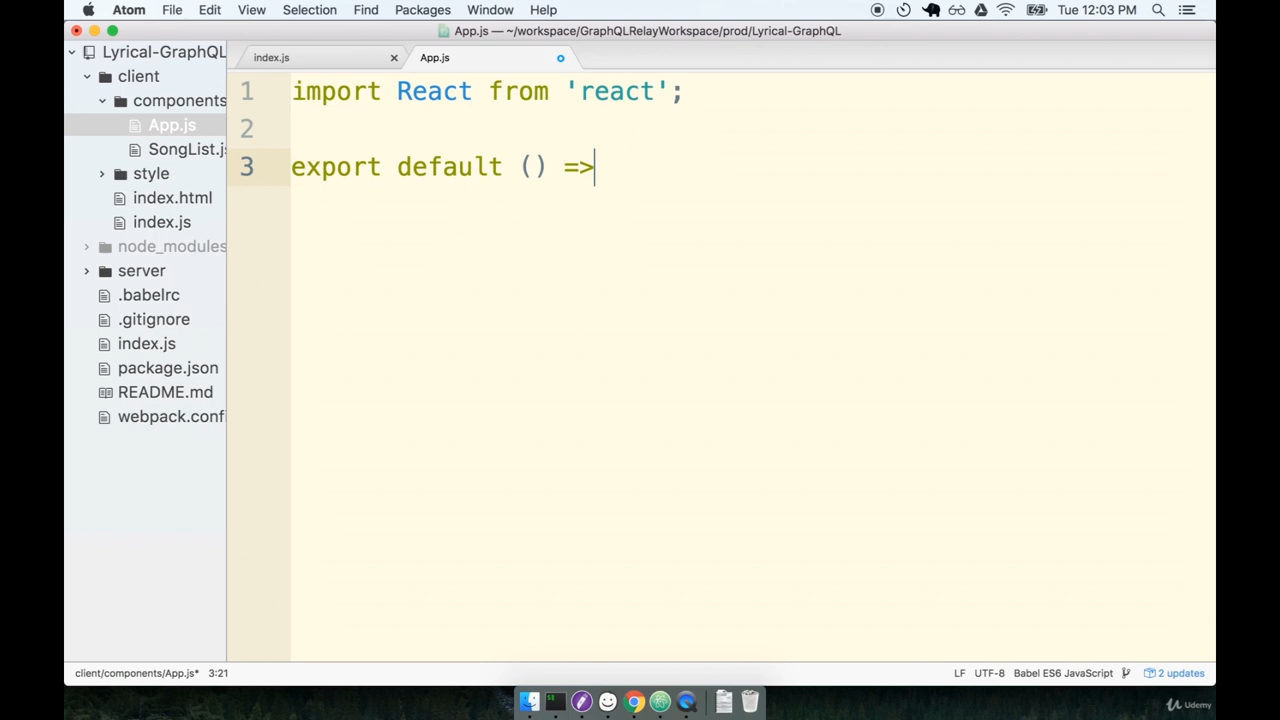 Atom File Edit View Selection Find Packages Window Help Tue 12:03 PM
App.js — ~/workspace/GraphQLRelayWorkspace/prod/Lyrical-GraphQL
Lyrical-GraphQL
client
components
App.js
SongList.js
style
index.html
index.js
node_modules
server
.babelrc
.gitignore
index.js
package.json
README.md
webpack.confi
index.js
App.js
1 import React from 'react';
2
3 export default () =>
client/components/App.js* 3:21 LF UTF-8 Babel ES6 JavaScript 2 updates
Udemy